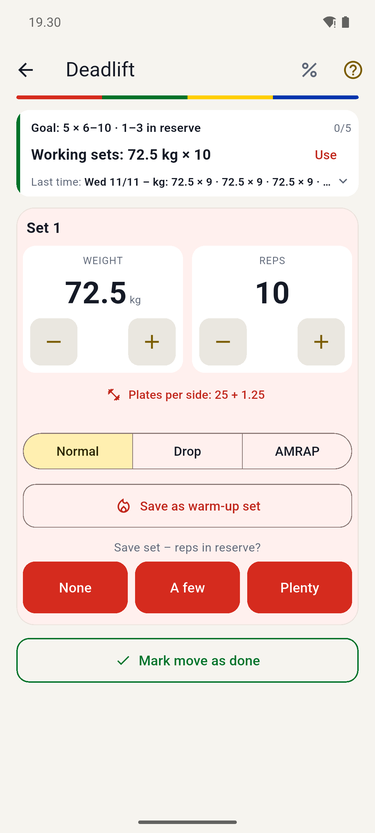 19.30
Deadlift
Goal: 5 × 6–10 · 1–3 in reserve 0/5
Working sets: 72.5 kg × 10 Use
Last time: Wed 11/11 – kg: 72.5 × 9 · 72.5 × 9 · 72.5 × 9 · ...
Set 1
WEIGHT REPS
72.5 kg 10
− + − +
Plates per side: 25 + 1.25
Normal Drop AMRAP
Save as warm-up set
Save set – reps in reserve?
None A few Plenty
Mark move as done